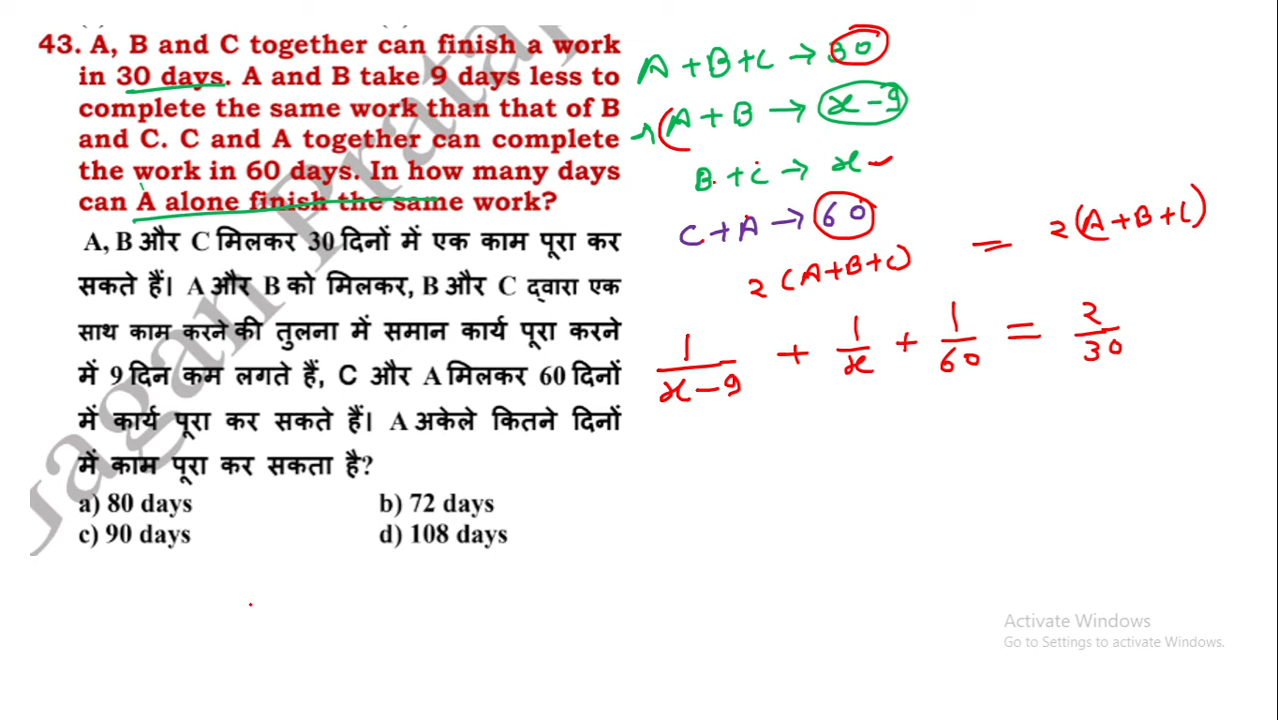 43. A, B and C together can finish a work
in 30 days. A and B take 9 days less to
complete the same work than that of B
and C. C and A together can complete
the work in 60 days. In how many days
can A alone finish the same work?
A, B और C मिलकर 30 दिनों में एक काम पूरा कर
सकते हैं। A और B को मिलकर, B और C द्वारा एक
साथ काम करने की तुलना में समान कार्य पूरा करने
में 9 दिन कम लगते हैं, C और A मिलकर 60 दिनों
में कार्य पूरा कर सकते हैं। A अकेले कितने दिनों
में काम पूरा कर सकता है?
a) 80 days b) 72 days
c) 90 days d) 108 days
A + B + C → 30
A + B → x - 9
B + C → x
C + A → 60
2 (A+B+C) = 2 (A+B+C)
1/(x-9) + 1/x + 1/60 = 2/30
Jagan Pratap
Activate Windows
Go to Settings to activate Windows.